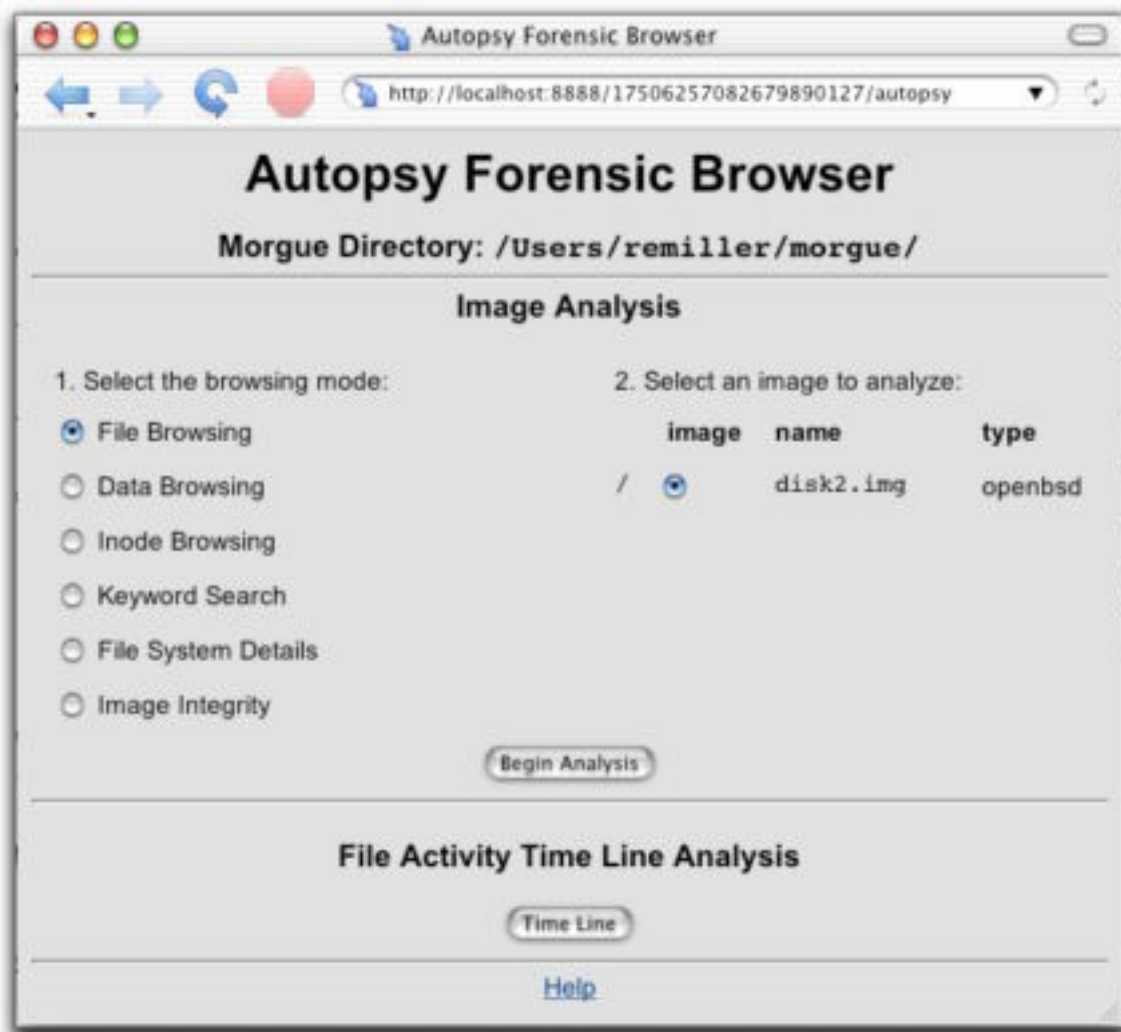 Autopsy Forensic Browser
http://localhost:8888/17506257082679890127/autopsy
Autopsy Forensic Browser
Morgue Directory: /Users/remiller/morgue/
Image Analysis
1. Select the browsing mode:
File Browsing
Data Browsing
Inode Browsing
Keyword Search
File System Details
Image Integrity
2. Select an image to analyze:
image name type
/ disk2.img openbsd
Begin Analysis
File Activity Time Line Analysis
Time Line
Help